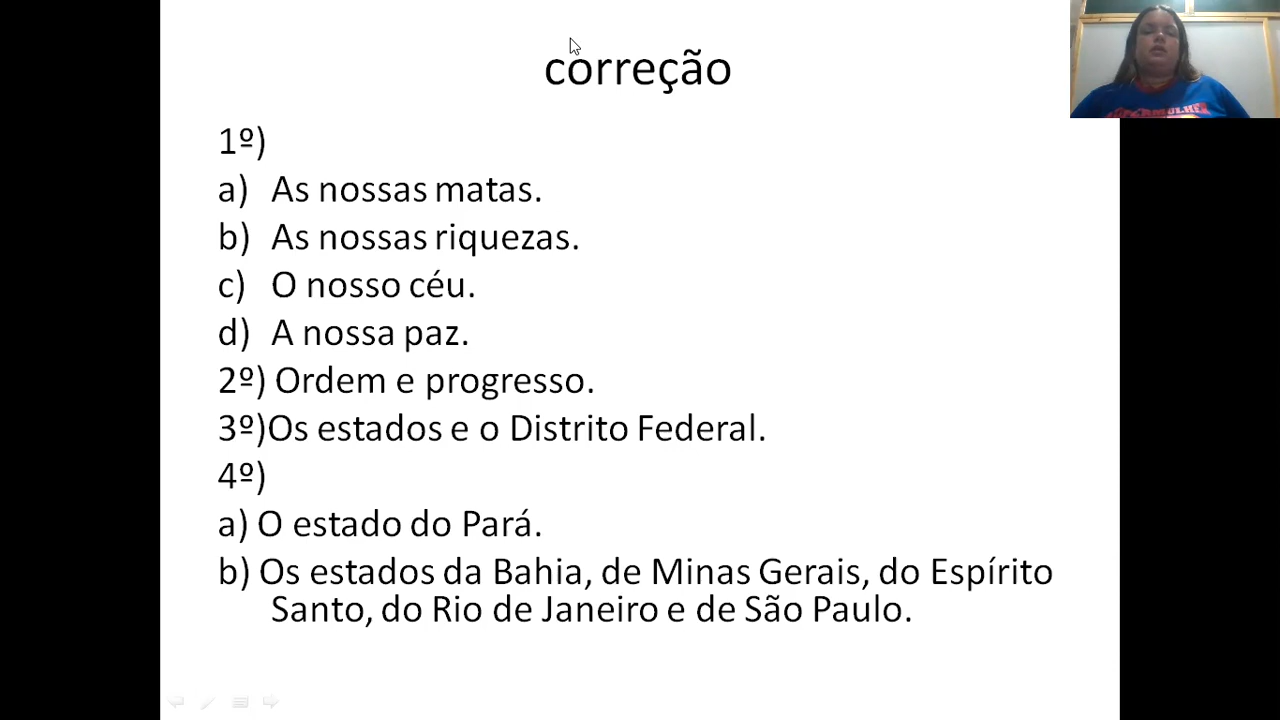 correção
1º)
a) As nossas matas.
b) As nossas riquezas.
c) O nosso céu.
d) A nossa paz.
2º) Ordem e progresso.
3º)Os estados e o Distrito Federal.
4º)
a) O estado do Pará.
b) Os estados da Bahia, de Minas Gerais, do Espírito
Santo, do Rio de Janeiro e de São Paulo.